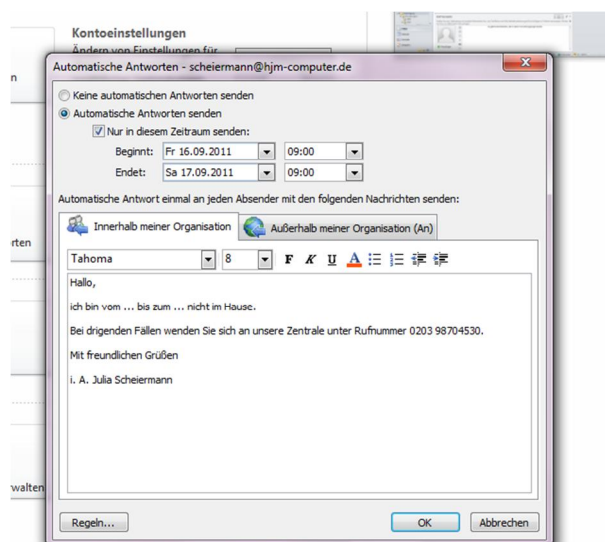 Kontoeinstellungen
Ändern von Einstellungen für
Automatische Antworten - scheiermann@hjm-computer.de
Keine automatischen Antworten senden
Automatische Antworten senden
Nur in diesem Zeitraum senden:
Beginnt: Fr 16.09.2011 09:00
Endet: Sa 17.09.2011 09:00
Automatische Antwort einmal an jeden Absender mit den folgenden Nachrichten senden:
Innerhalb meiner Organisation Außerhalb meiner Organisation (An)
Tahoma 8 F K U A
Hallo,
ich bin vom ... bis zum ... nicht im Hause.
Bei drigenden Fällen wenden Sie sich an unsere Zentrale unter Rufnummer 0203 98704530.
Mit freundlichen Grüßen
i. A. Julia Scheiermann
rten
rwalten
Regeln... OK Abbrechen